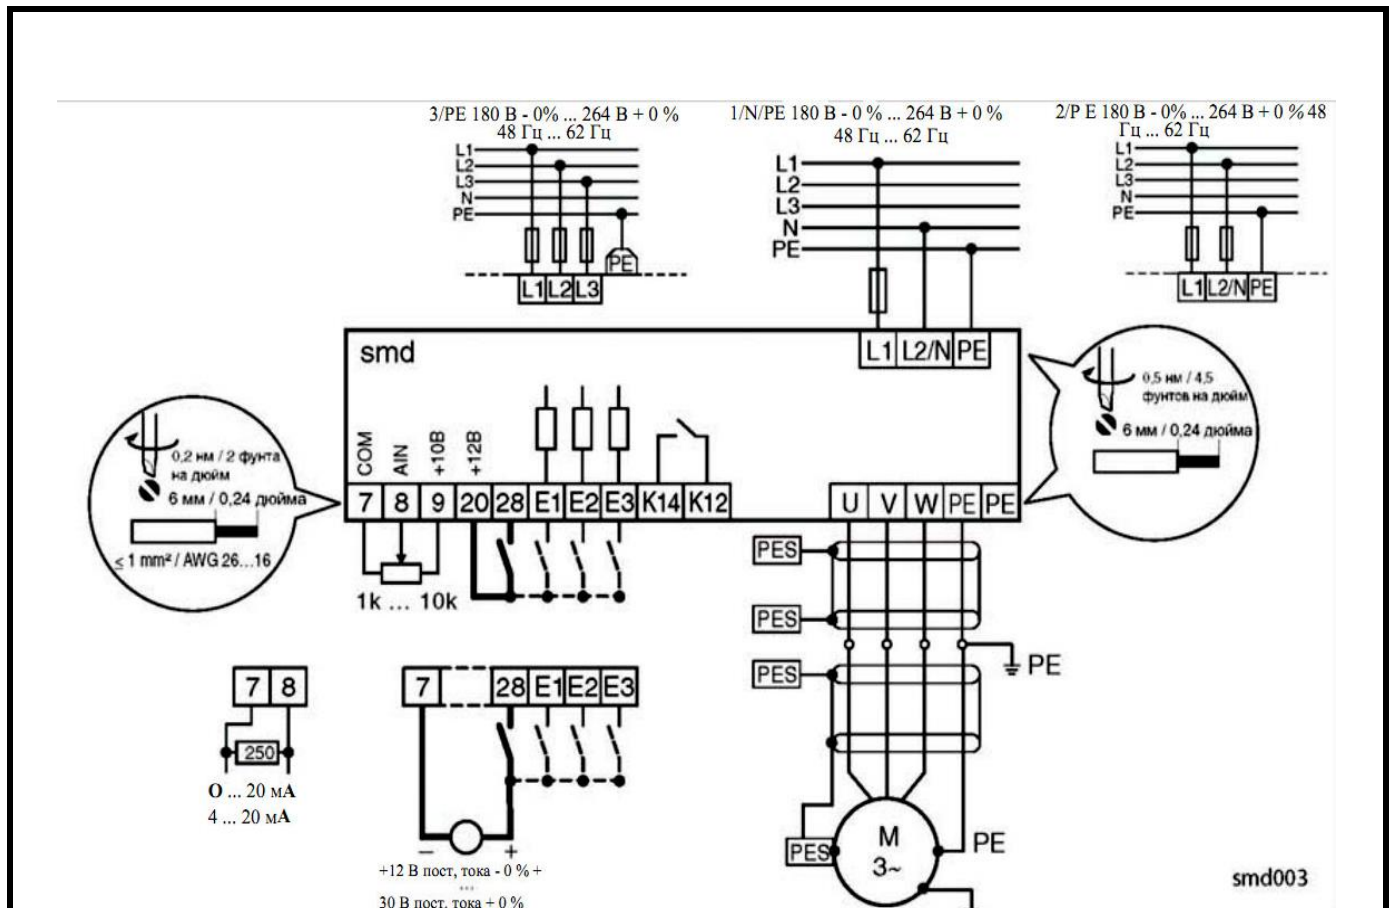 3/PE 180 В - 0% ... 264 В + 0 %
48 Гц ... 62 Гц
1/N/PE 180 В - 0 % ... 264 В + 0 %
48 Гц ... 62 Гц
2/P E 180 В - 0% ... 264 В + 0 % 48
Гц ... 62 Гц
L1
L2
L3
N
PE
PE
L1 L2 L3
L1
L2
L3
N
PE
L1
L2
L3
N
PE
L1 L2/N PE
smd
L1 L2/N PE
0,5 нм / 4,5
фунтов на дюйм
6 мм / 0,24 дюйма
0,2 нм / 2 фунта
на дюйм
6 мм / 0,24 дюйма
≤ 1 mm² / AWG 26...16
COM AIN +10В +12В
7 8 9 20 28 E1 E2 E3 K14 K12
U V W PE PE
1k ... 10k
PES
PES
PES
PE
7 8
250
О ... 20 мА
4 ... 20 мА
7 28 E1 E2 E3
− +
+12 В пост, тока - 0 % +
...
30 В пост. тока + 0 %
PES
M
3~
PE
smd003